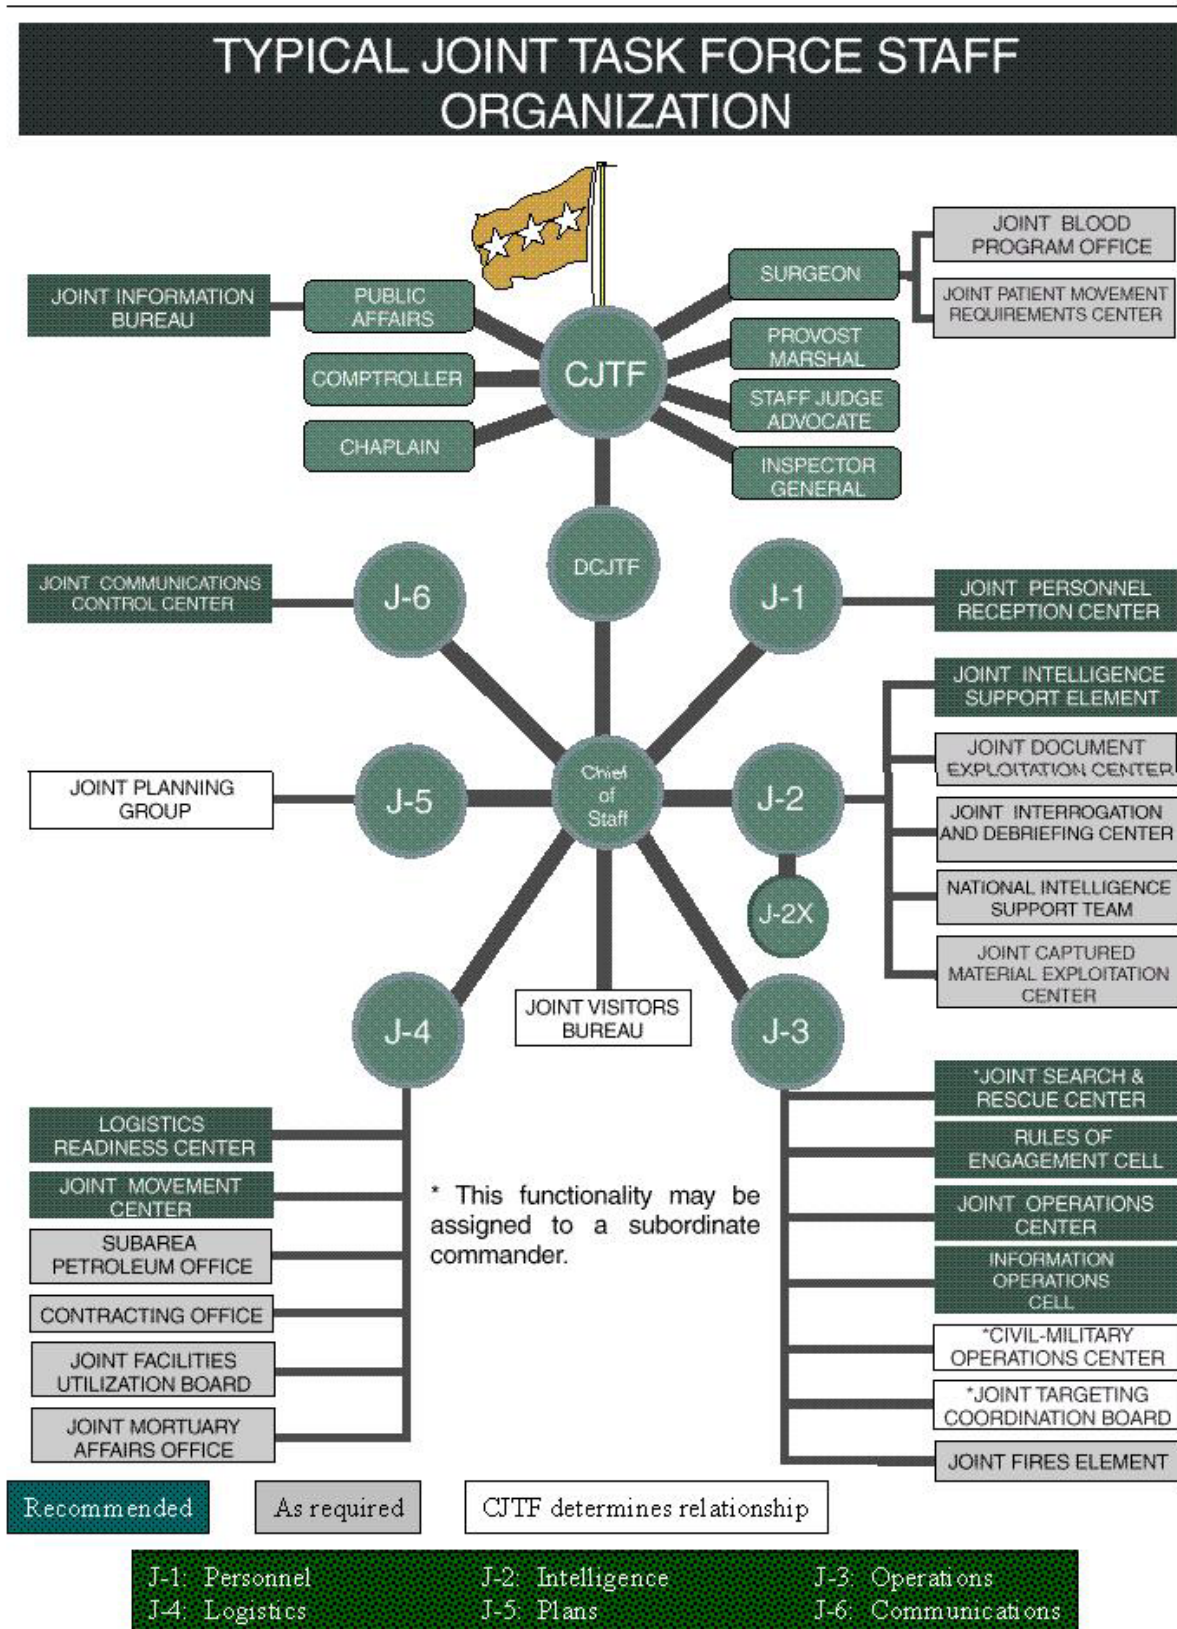 TYPICAL JOINT TASK FORCE STAFF
ORGANIZATION
JOINT BLOOD
PROGRAM OFFICE
SURGEON
JOINT PATIENT MOVEMENT
REQUIREMENTS CENTER
JOINT INFORMATION
BUREAU
PUBLIC
AFFAIRS
PROVOST
MARSHAL
COMPTROLLER
CJTF
STAFF JUDGE
ADVOCATE
CHAPLAIN
INSPECTOR
GENERAL
JOINT COMMUNICATIONS
CONTROL CENTER
J-6
DCJTF
J-1
JOINT PERSONNEL
RECEPTION CENTER
JOINT INTELLIGENCE
SUPPORT ELEMENT
JOINT PLANNING
GROUP
J-5
Chief
of
Staff
J-2
JOINT DOCUMENT
EXPLOITATION CENTER
JOINT INTERROGATION
AND DEBRIEFING CENTER
J-2X
NATIONAL INTELLIGENCE
SUPPORT TEAM
JOINT CAPTURED
MATERIAL EXPLOITATION
CENTER
J-4
JOINT VISITORS
BUREAU
J-3
LOGISTICS
READINESS CENTER
JOINT MOVEMENT
CENTER
SUBAREA
PETROLEUM OFFICE
CONTRACTING OFFICE
JOINT FACILITIES
UTILIZATION BOARD
JOINT MORTUARY
AFFAIRS OFFICE
* This functionality may be
assigned to a subordinate
commander.
*JOINT SEARCH &
RESCUE CENTER
RULES OF
ENGAGEMENT CELL
JOINT OPERATIONS
CENTER
INFORMATION
OPERATIONS
CELL
*CIVIL-MILITARY
OPERATIONS CENTER
*JOINT TARGETING
COORDINATION BOARD
JOINT FIRES ELEMENT
Recommended
As required
CJTF determines relationship
J-1: Personnel J-2: Intelligence J-3: Operations
J-4: Logistics J-5: Plans J-6: Communications